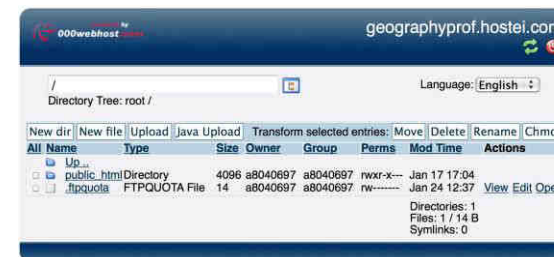 by
000webhost
geographyprof.hostei.com
/
Language: English
Directory Tree: root /
New dir New file Upload Java Upload Transform selected entries: Move Delete Rename Chmo
All Name Type Size Owner Group Perms Mod Time Actions
Up ..
public_html Directory 4096 a8040697 a8040697 rwxr-x--- Jan 17 17:04
.ftpquota FTPQUOTA File 14 a8040697 a8040697 rw------- Jan 24 12:37 View Edit Ope
Directories: 1
Files: 1 / 14 B
Symlinks: 0